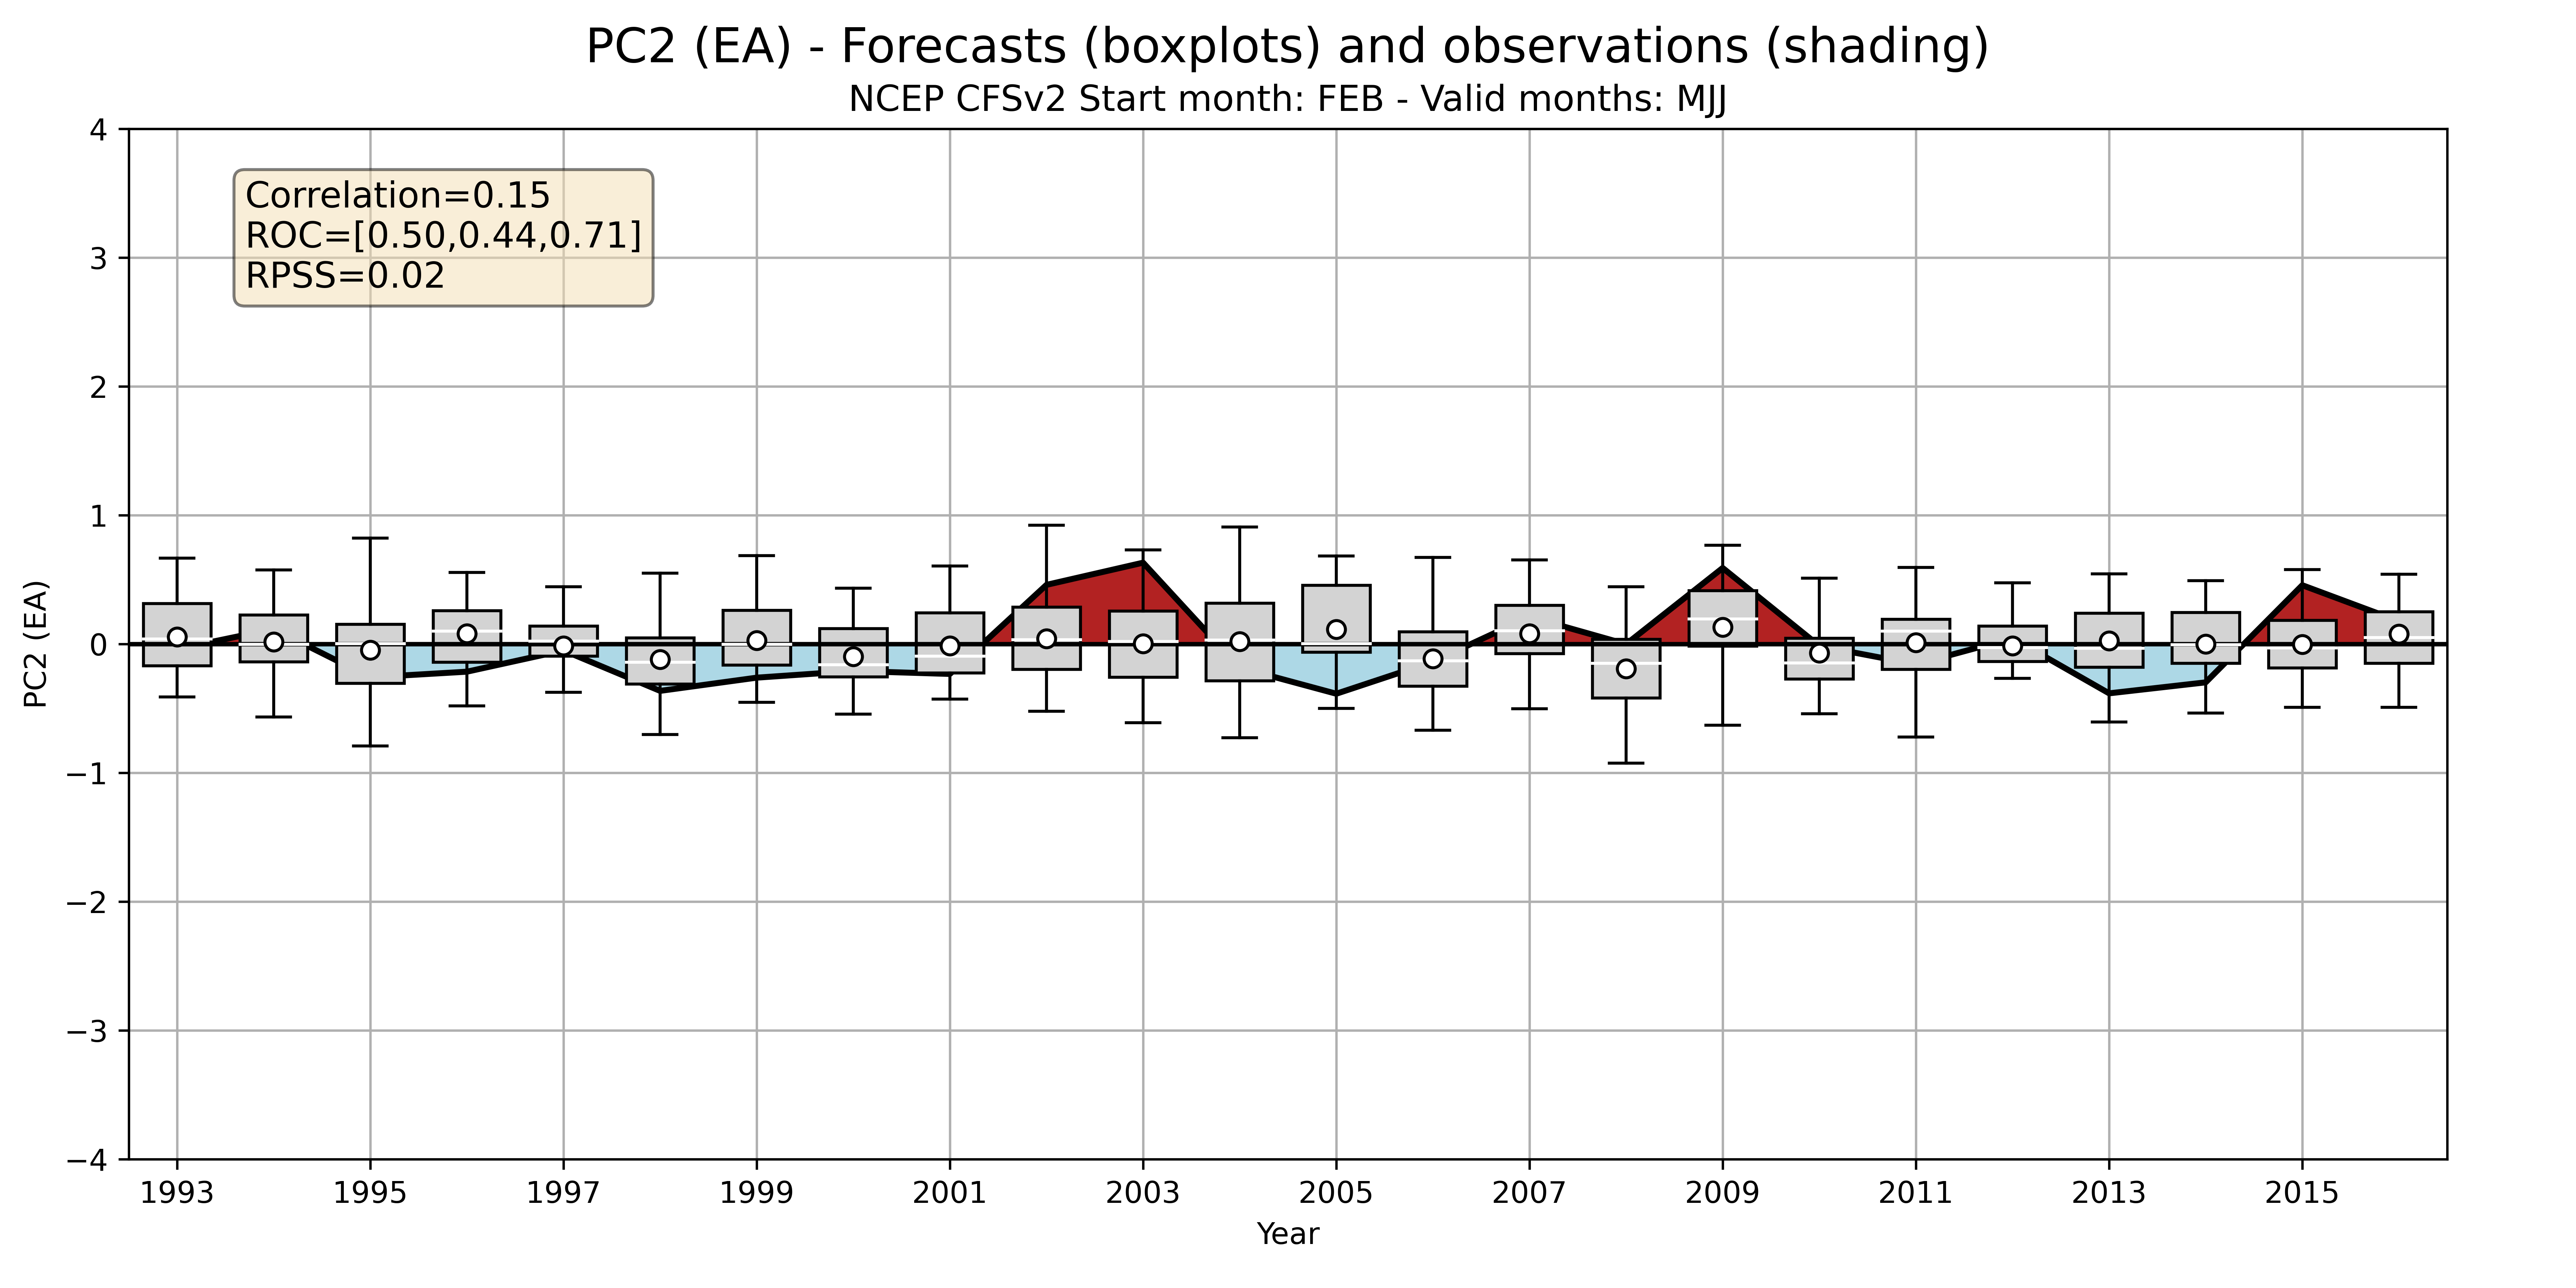 PC2 (EA) - Forecasts (boxplots) and observations (shading)
NCEP CFSv2 Start month: FEB - Valid months: MJJ
Correlation=0.15
ROC=[0.50,0.44,0.71]
RPSS=0.02
PC2 (EA)
4
3
2
1
0
−1
−2
−3
−4
1993 1995 1997 1999 2001 2003 2005 2007 2009 2011 2013 2015
Year